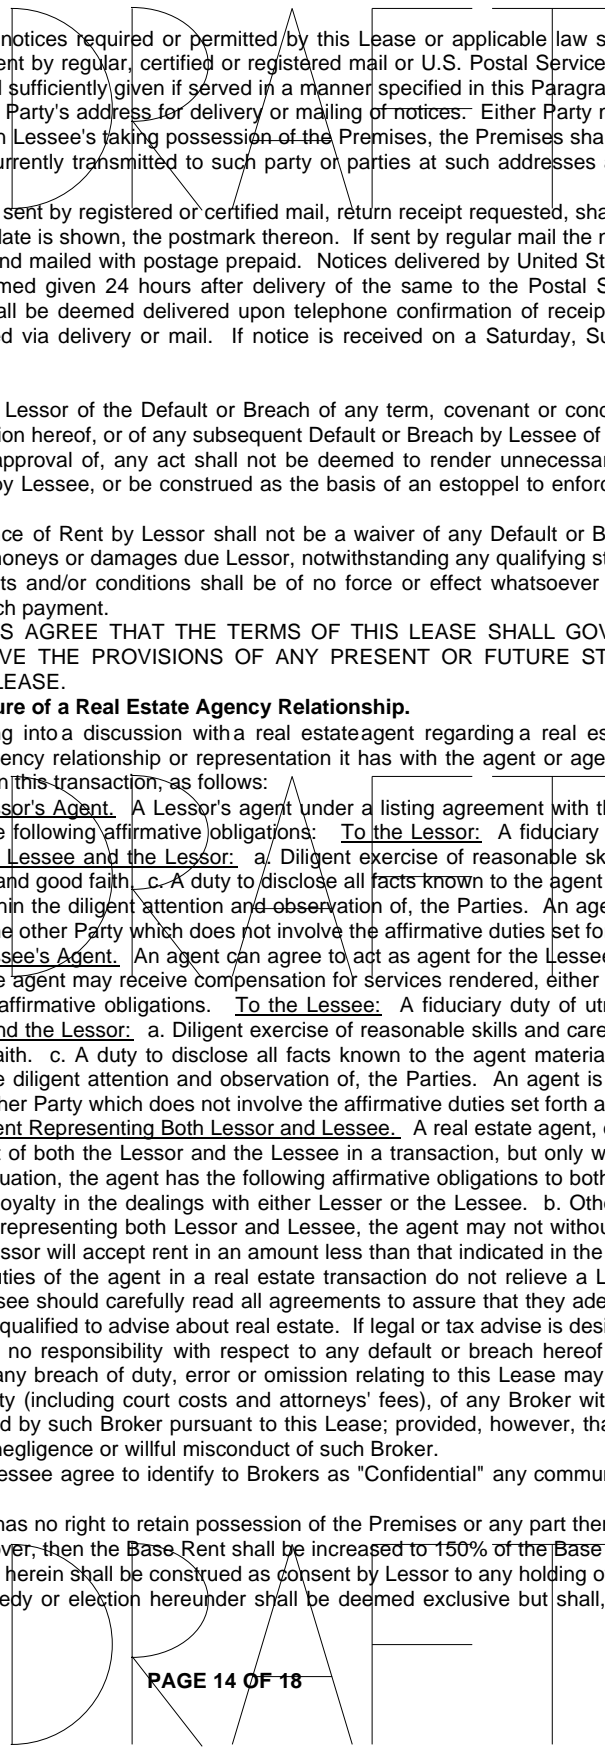 notices required or permitted by this Lease or applicable law s
ent by regular, certified or registered mail or U.S. Postal Service
sufficiently given if served in a manner specified in this Paragra
Party's address for delivery or mailing of notices. Either Party
Lessee's taking possession of the Premises, the Premises sha
urrently transmitted to such party or parties at such addresses
sent by registered or certified mail, return receipt requested, sha
late is shown, the postmark thereon. If sent by regular mail the
nd mailed with postage prepaid. Notices delivered by United St
med given 24 hours after delivery of the same to the Postal S
all be deemed delivered upon telephone confirmation of receip
ed via delivery or mail. If notice is received on a Saturday, Su
Lessor of the Default or Breach of any term, covenant or cond
ion hereof, or of any subsequent Default or Breach by Lessee of
approval of, any act shall not be deemed to render unnecessar
by Lessee, or be construed as the basis of an estoppel to enforc
ce of Rent by Lessor shall not be a waiver of any Default or B
moneys or damages due Lessor, notwithstanding any qualifying st
ts and/or conditions shall be of no force or effect whatsoever
ch payment.
S AGREE THAT THE TERMS OF THIS LEASE SHALL GOV
VE THE PROVISIONS OF ANY PRESENT OR FUTURE ST
LEASE.
ure of a Real Estate Agency Relationship.
ng into a discussion with a real estate agent regarding a real es
ency relationship or representation it has with the agent or age
n this transaction, as follows:
ssor's Agent. A Lessor's agent under a listing agreement with th
e following affirmative obligations: To the Lessor: A fiduciary
Lessee and the Lessor: a. Diligent exercise of reasonable sk
and good faith. c. A duty to disclose all facts known to the agent
hin the diligent attention and observation of, the Parties. An age
he other Party which does not involve the affirmative duties set fo
ssee's Agent. An agent can agree to act as agent for the Lessee
e agent may receive compensation for services rendered, either
affirmative obligations. To the Lessee: A fiduciary duty of utr
nd the Lessor: a. Diligent exercise of reasonable skills and care
aith. c. A duty to disclose all facts known to the agent materia
e diligent attention and observation of, the Parties. An agent is
her Party which does not involve the affirmative duties set forth a
ent Representing Both Lessor and Lessee. A real estate agent,
t of both the Lessor and the Lessee in a transaction, but only w
uation, the agent has the following affirmative obligations to both
oyalty in the dealings with either Lesser or the Lessee. b. Othe
representing both Lessor and Lessee, the agent may not withou
essor will accept rent in an amount less than that indicated in the
uties of the agent in a real estate transaction do not relieve a L
see should carefully read all agreements to assure that they ade
qualified to advise about real estate. If legal or tax advise is desi
no responsibility with respect to any default or breach hereof
any breach of duty, error or omission relating to this Lease may
ty (including court costs and attorneys' fees), of any Broker wit
d by such Broker pursuant to this Lease; provided, however, tha
negligence or willful misconduct of such Broker.
essee agree to identify to Brokers as "Confidential" any commu
has no right to retain possession of the Premises or any part ther
over, then the Base Rent shall be increased to 150% of the Base
herein shall be construed as consent by Lessor to any holding o
edy or election hereunder shall be deemed exclusive but shall,
PAGE 14 OF 18
DRAFT
DRAFT
DRAFT